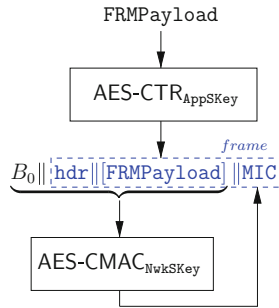 FRMPayload
AES-CTR_AppSKey
frame
B_0‖ hdr‖[FRMPayload] ‖MIC
AES-CMAC_NwkSKey